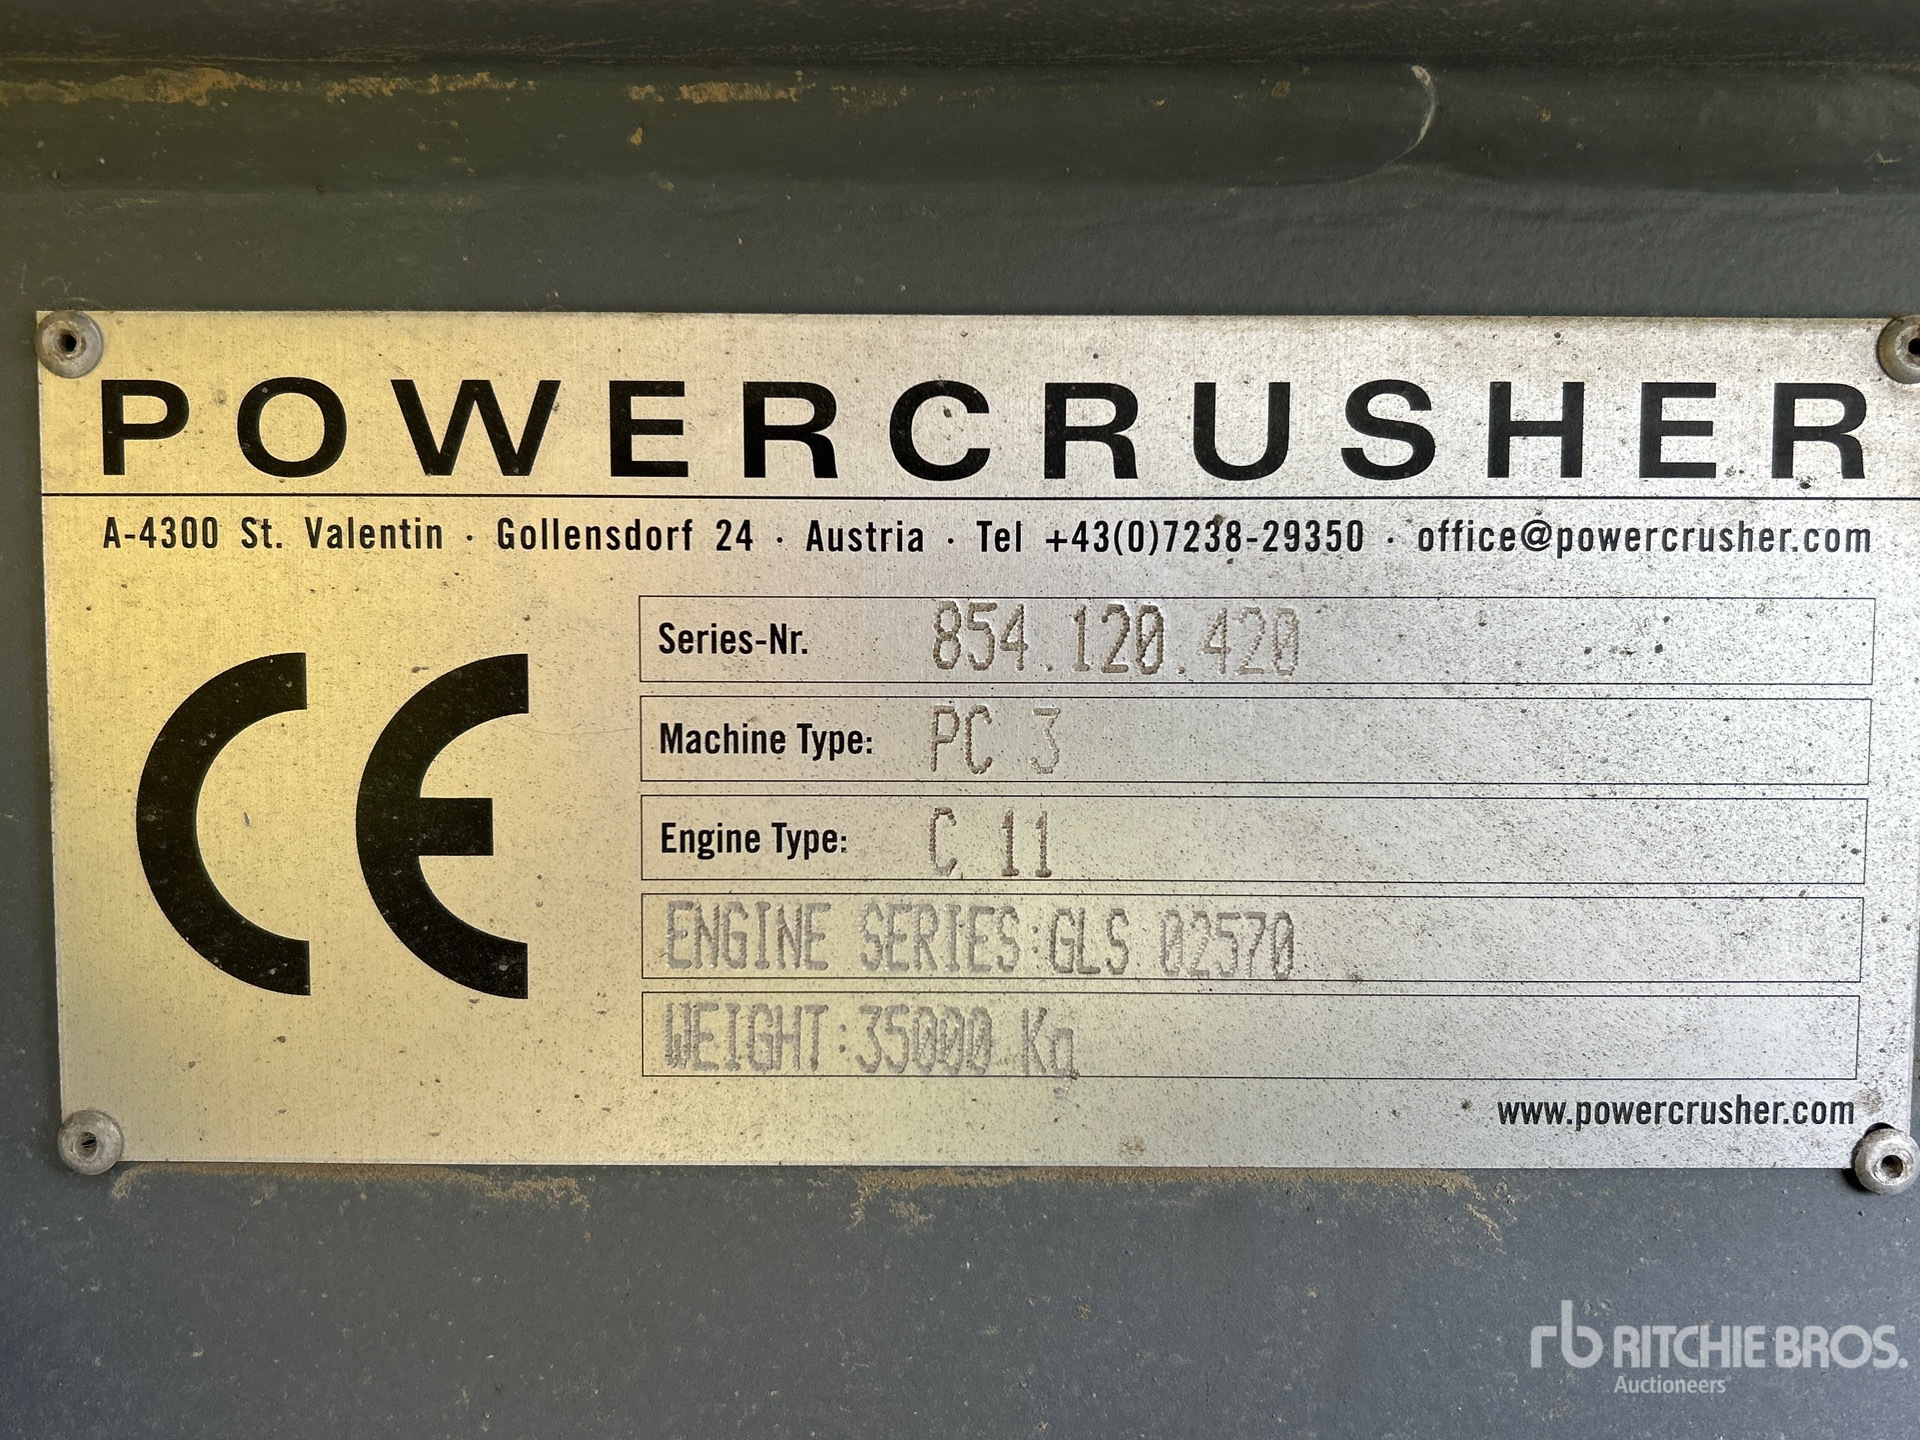 POWERCRUSHER
A-4300 St. Valentin · Gollensdorf 24 · Austria · Tel +43(0)7238-29350 · office@powercrusher.com
CE
Series-Nr. 854.120.420
Machine Type: PC 3
Engine Type: C 11
ENGINE SERIES:GLS 02570
WEIGHT:35000 Kg
www.powercrusher.com
rb RITCHIE BROS.
Auctioneers